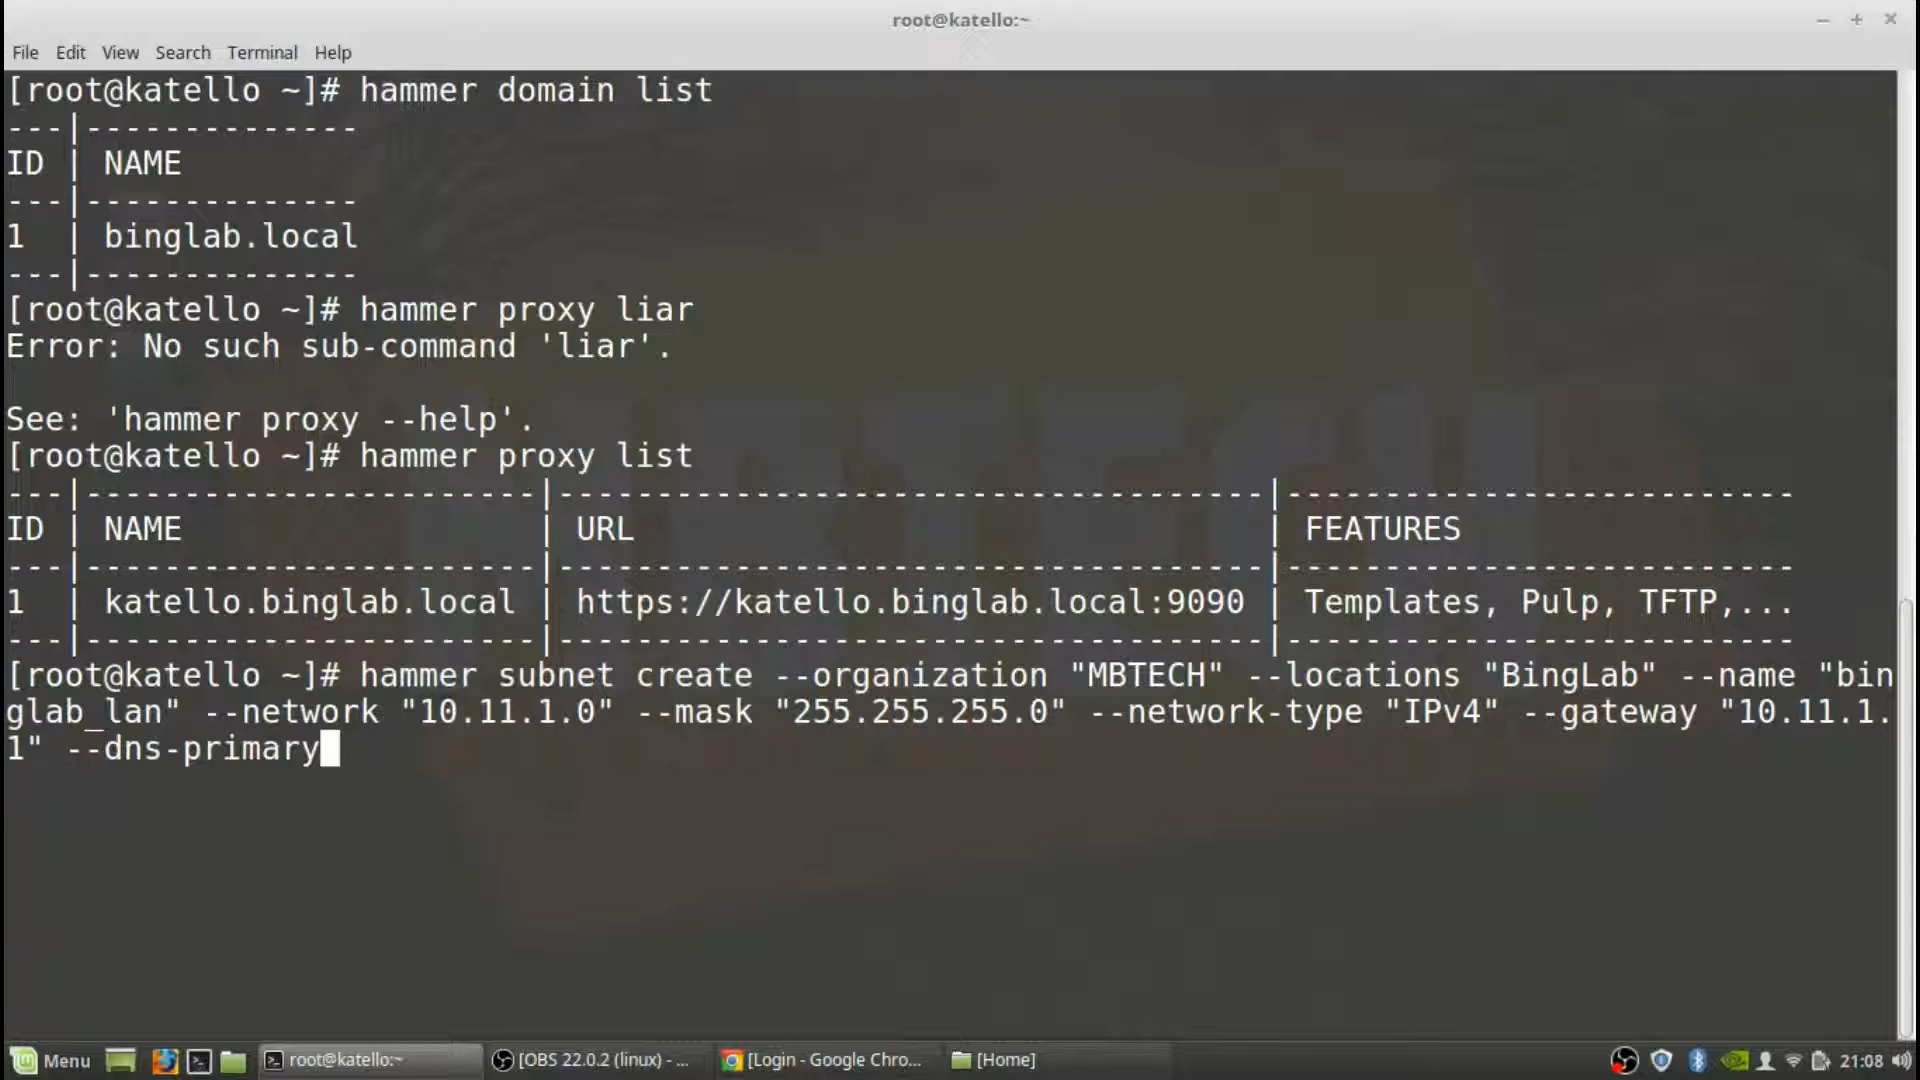 root@katello:~
File Edit View Search Terminal Help
[root@katello ~]# hammer domain list
---|--------------
ID | NAME
---|--------------
1 | binglab.local
---|--------------
[root@katello ~]# hammer proxy liar
Error: No such sub-command 'liar'.
See: 'hammer proxy --help'.
[root@katello ~]# hammer proxy list
---|-----------------------|------------------------------------|--------------------------
ID | NAME | URL | FEATURES
---|-----------------------|------------------------------------|--------------------------
1 | katello.binglab.local | https://katello.binglab.local:9090 | Templates, Pulp, TFTP,...
---|-----------------------|------------------------------------|--------------------------
[root@katello ~]# hammer subnet create --organization "MBTECH" --locations "BingLab" --name "bin
glab_lan" --network "10.11.1.0" --mask "255.255.255.0" --network-type "IPv4" --gateway "10.11.1.
1" --dns-primary
MBTECH
Menu root@katello:~ [OBS 22.0.2 (linux) - ... [Login - Google Chro... [Home] 21:08